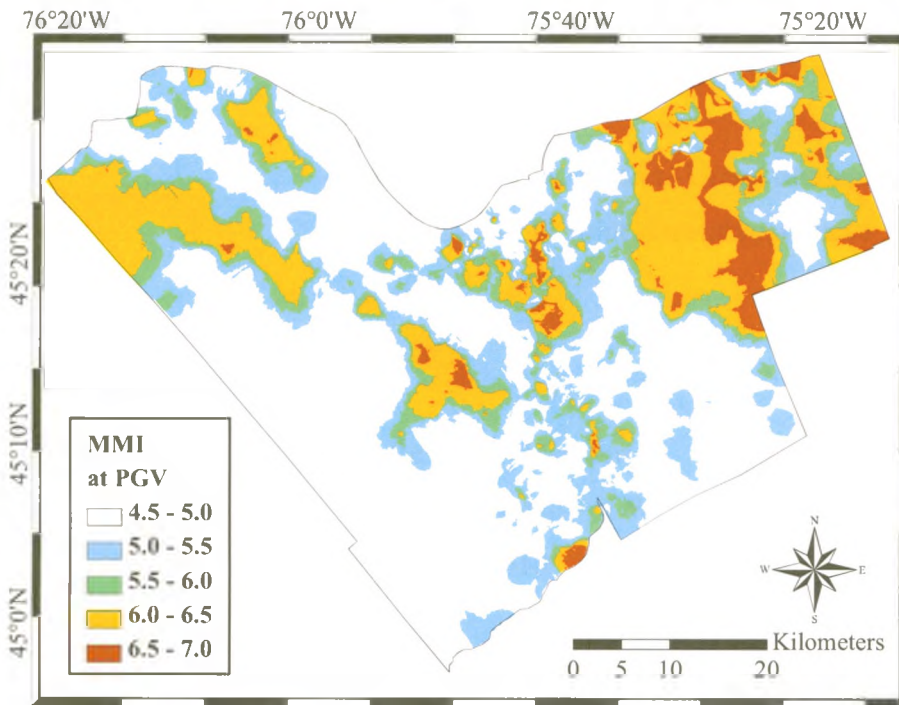 76°20'W 76°0'W 75°40'W 75°20'W
45°20'N
45°10'N
45°0'N
MMI
at PGV
4.5 - 5.0
5.0 - 5.5
5.5 - 6.0
6.0 - 6.5
6.5 - 7.0
N
W E
S
Kilometers
0 5 10 20